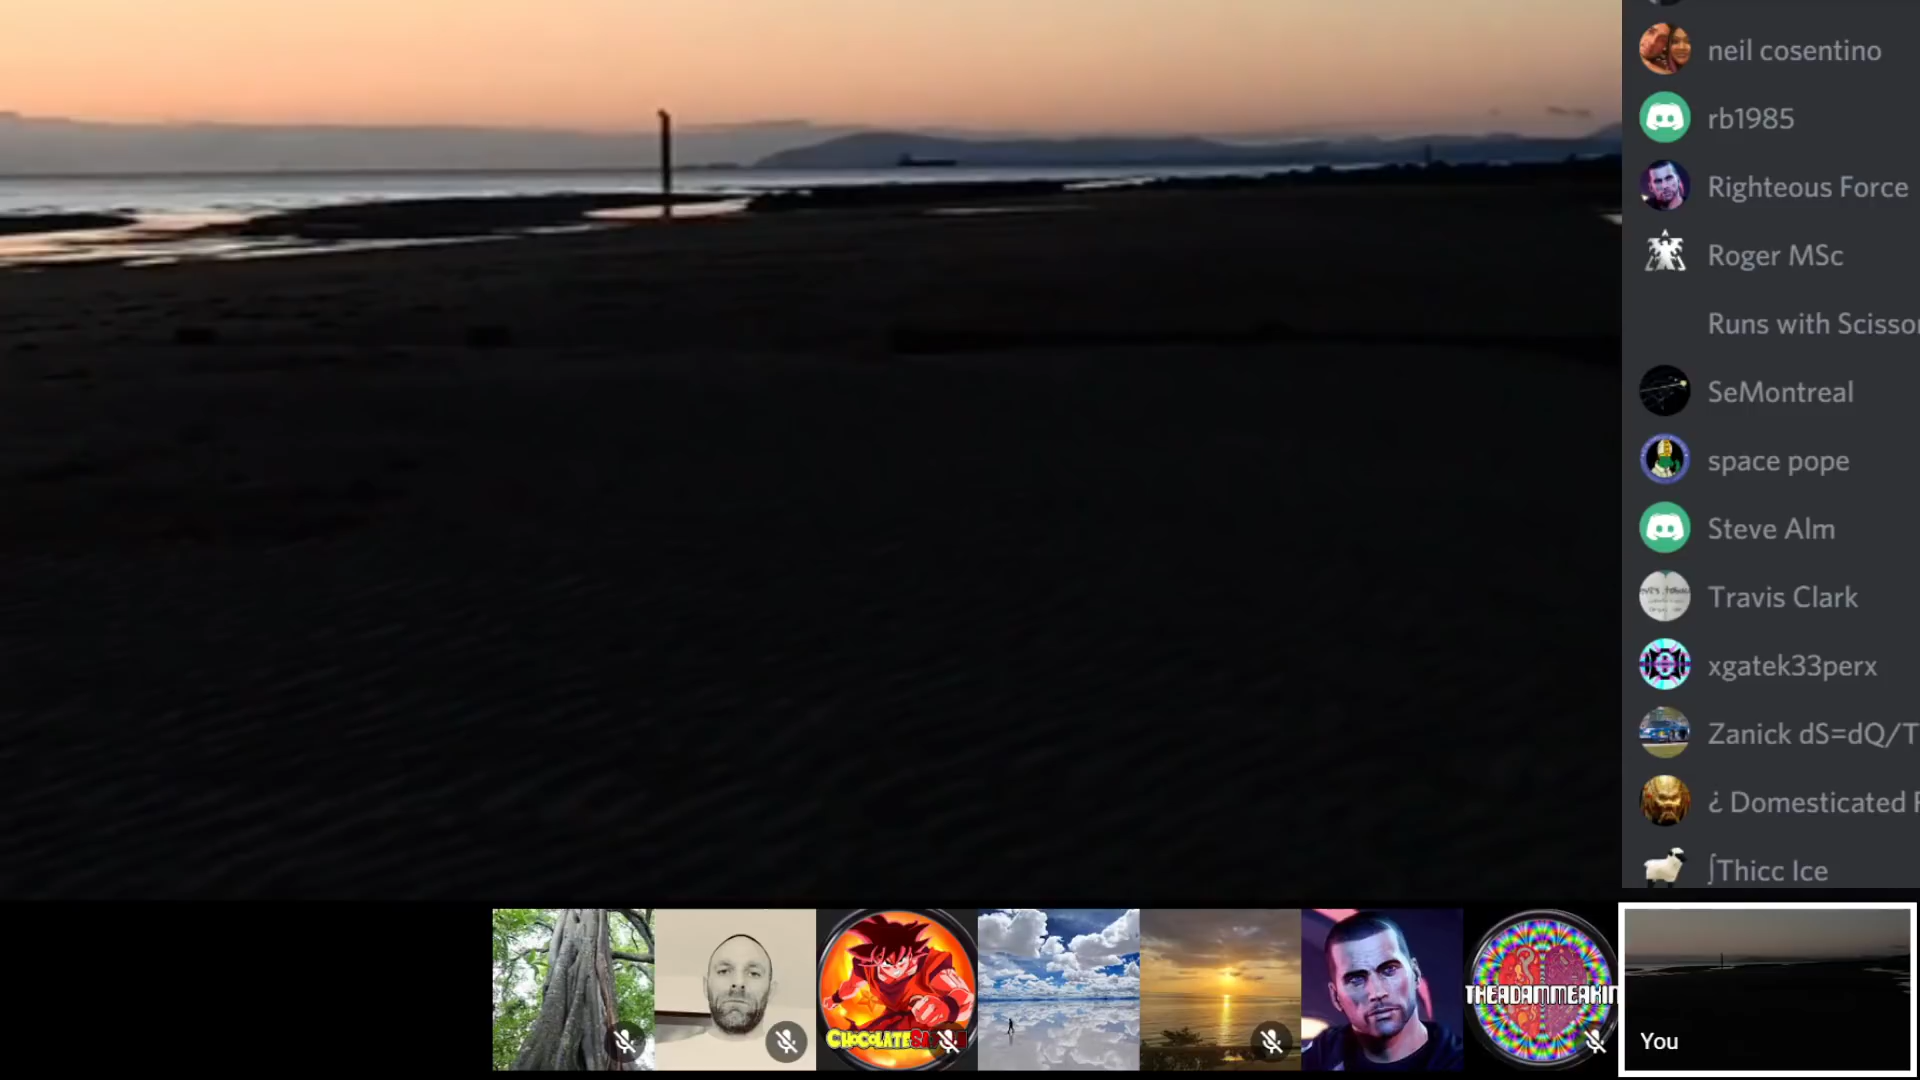 neil cosentino
rb1985
Righteous Force
Roger MSc
Runs with Scisso
SeMontreal
space pope
Steve Alm
Travis Clark
xgatek33perx
Zanick dS=dQ/T
¿ Domesticated
∫Thicc Ice
CHOCOLATE
THEADAMMEAKIN
You